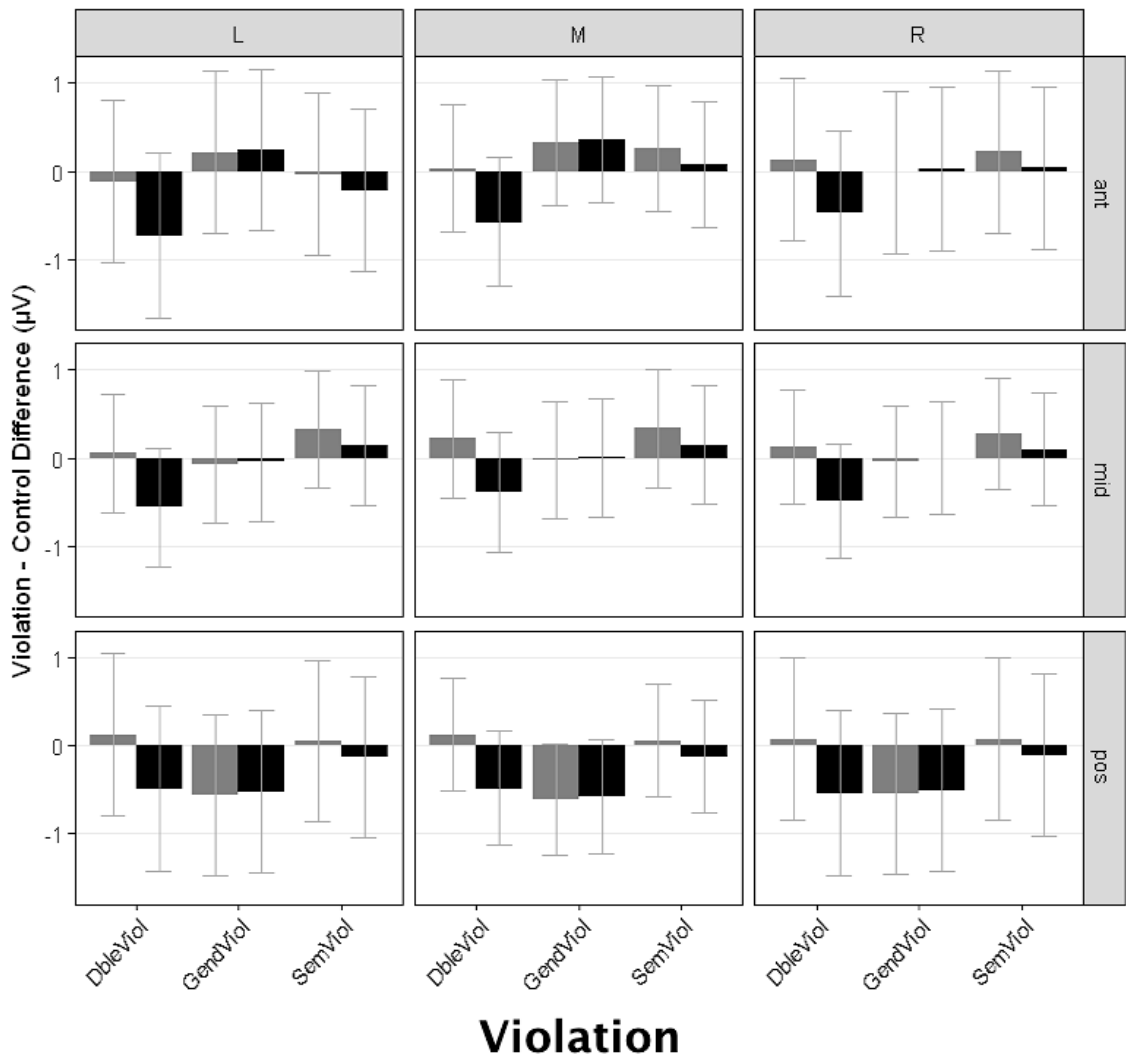 L M R
Violation - Control Difference (µV)
1
0
-1
ant
1
0
-1
mid
1
0
-1
pos
DbleViol GendViol SemViol DbleViol GendViol SemViol DbleViol GendViol SemViol
Violation